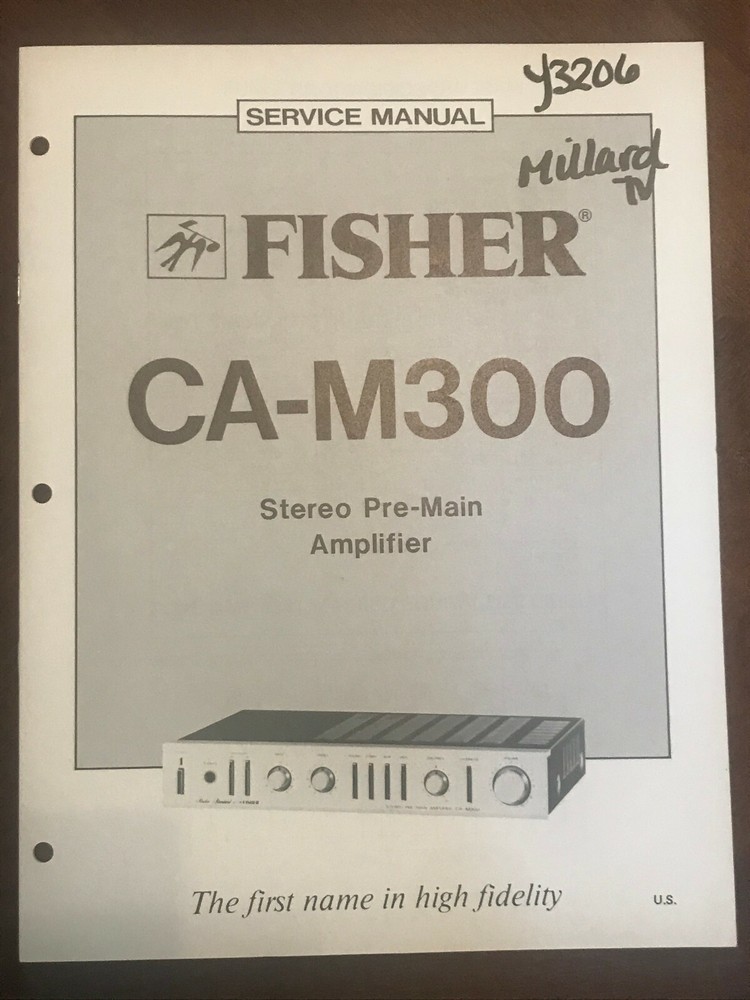 y3206
SERVICE MANUAL
Millard
TV
FISHER®
CA-M300
Stereo Pre-Main
Amplifier
The first name in high fidelity
U.S.